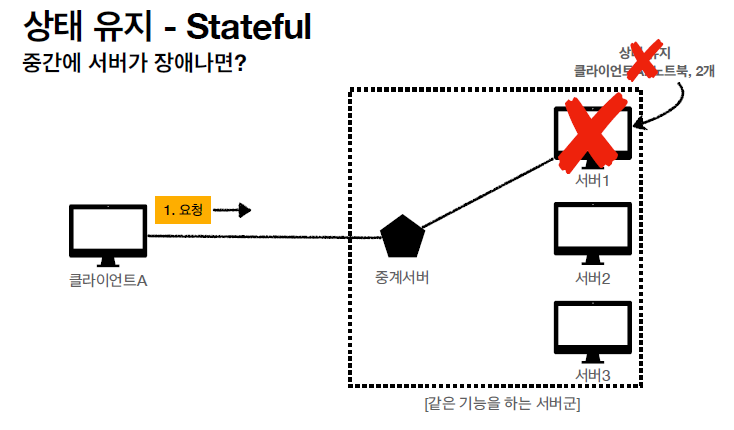 상태 유지 - Stateful
중간에 서버가 장애나면?
상태 유지
클라이언트A: 노트북, 2개
1. 요청
서버1
클라이언트A
중계서버
서버2
서버3
[같은 기능을 하는 서버군]